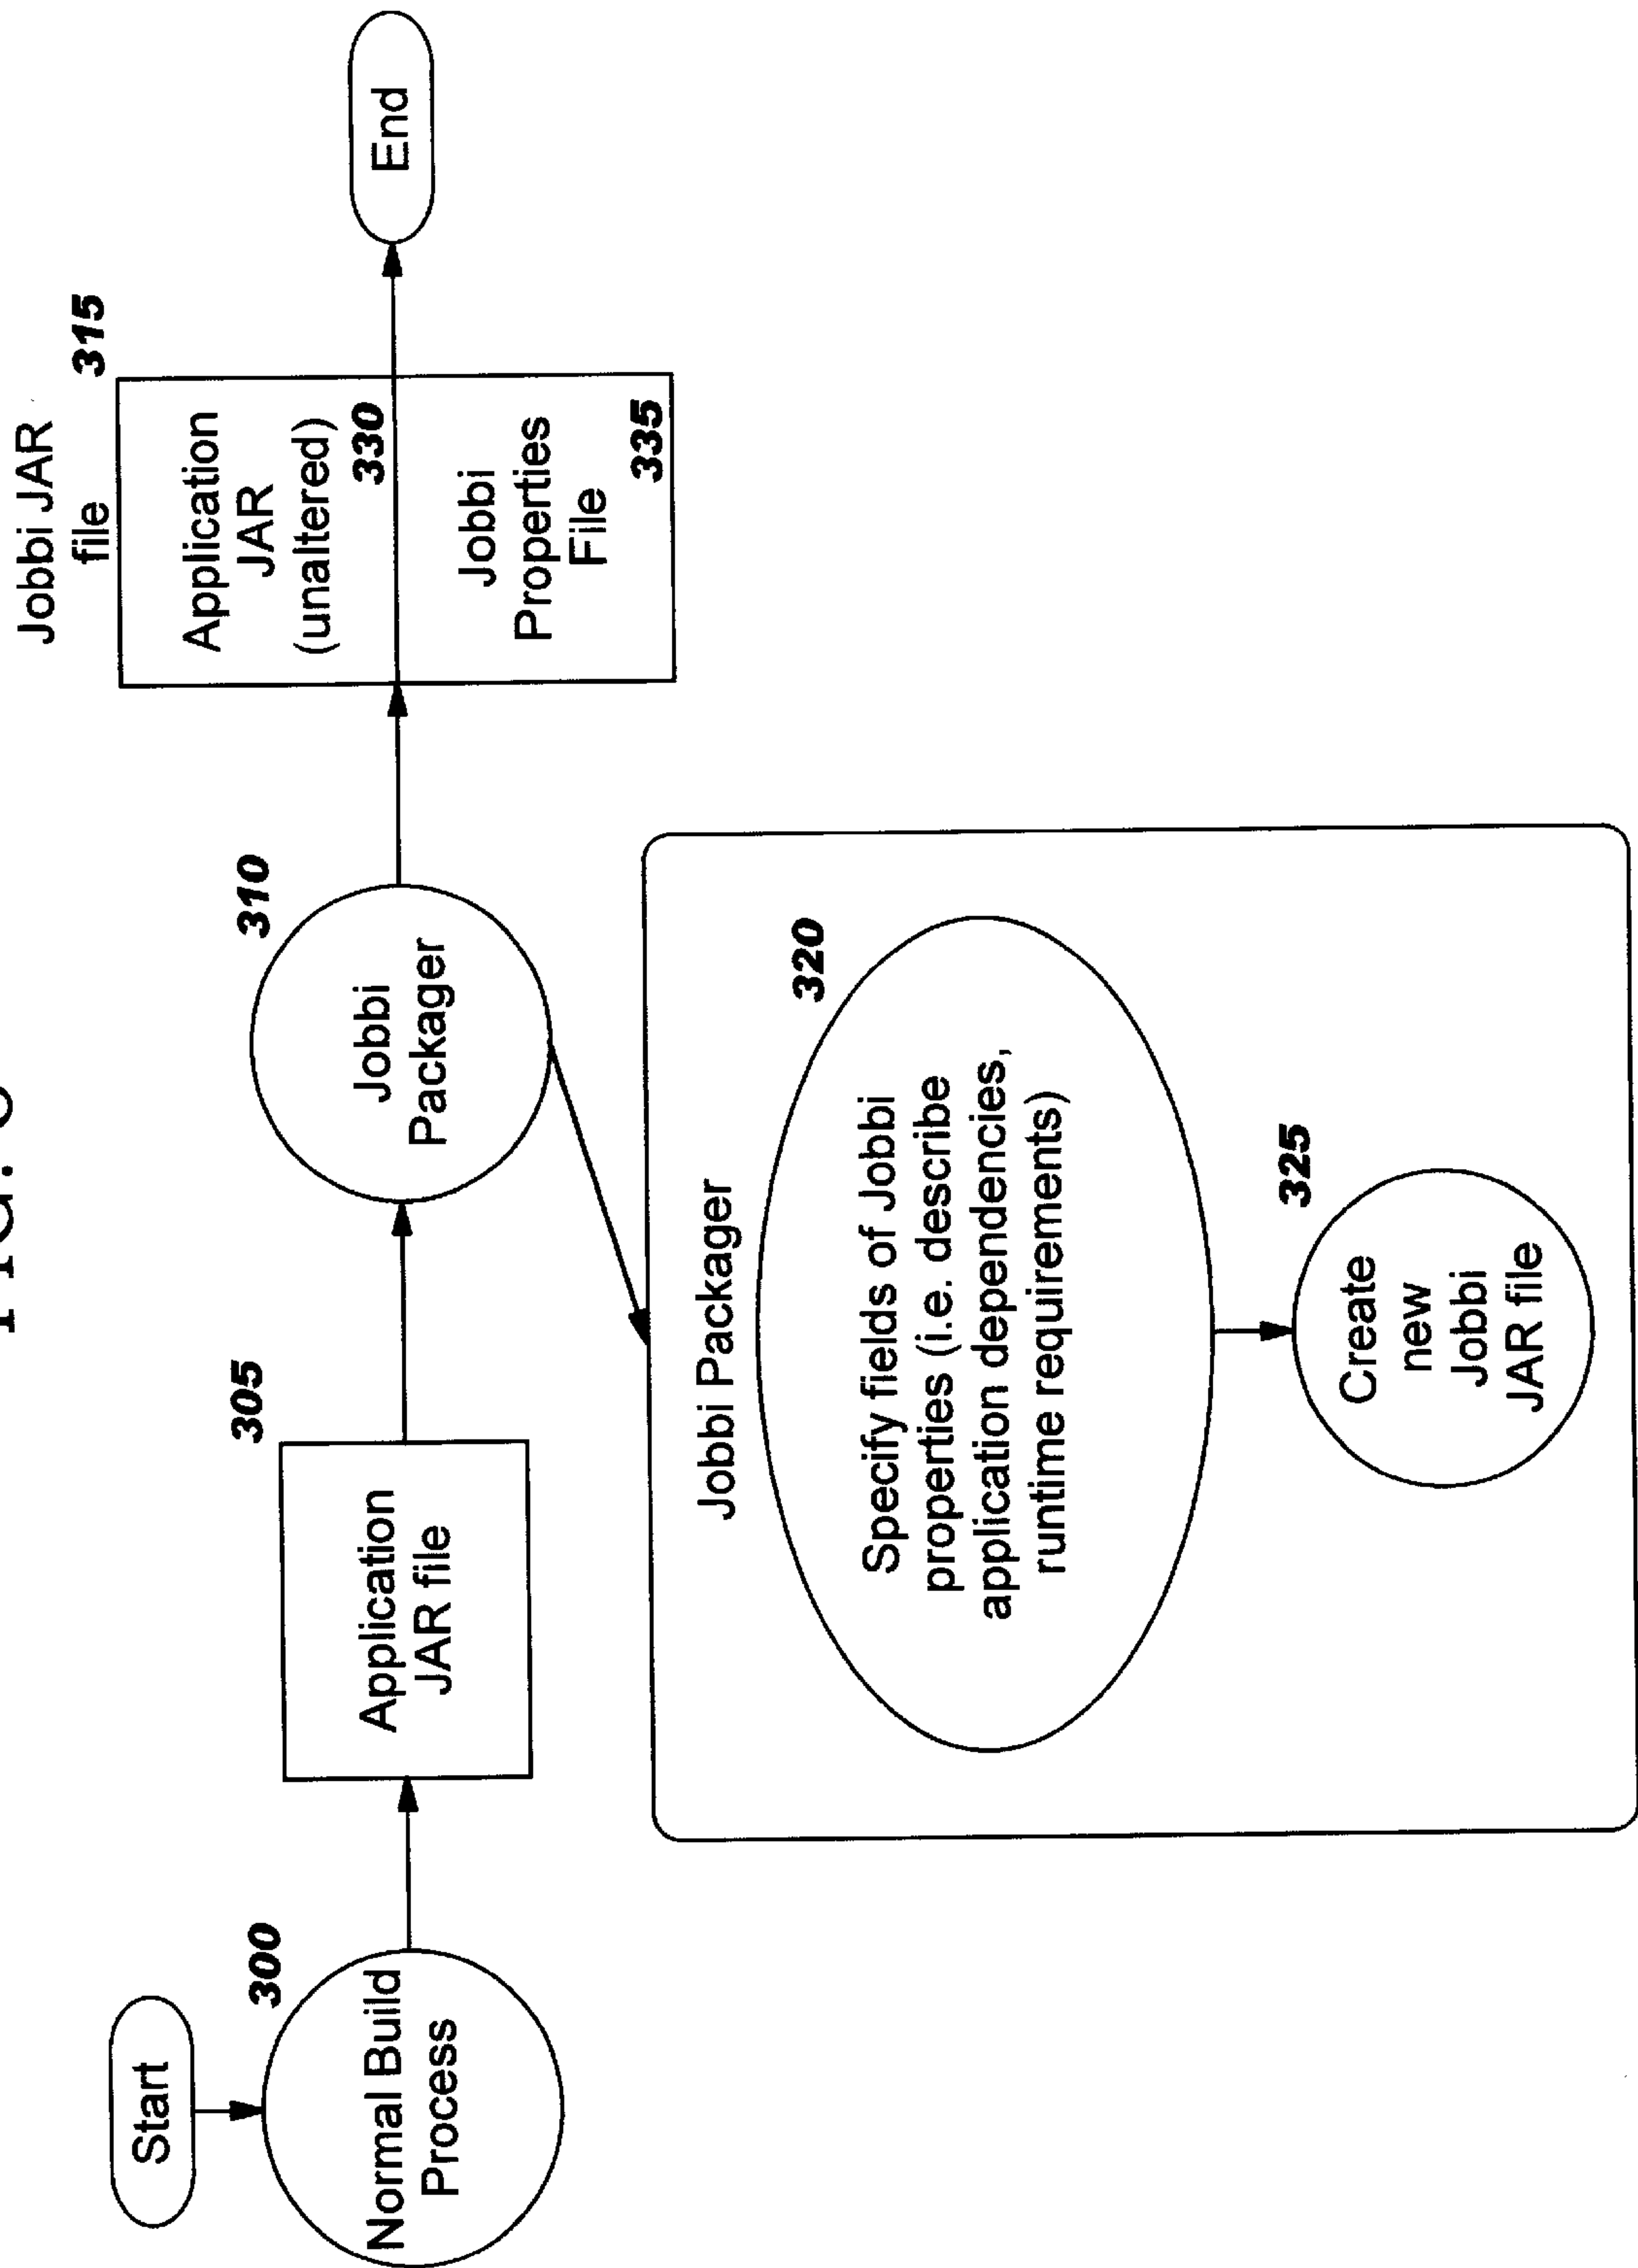 FIG.
Start
300
Normal Build
Process
305
Application
JAR file
310
Jobbi
Packager
Jobbi JAR
file
315
Application
JAR
(unaltered)
330
Jobbi
Properties
File
335
End
Jobbi Packager
320
Specify fields of Jobbi
properties (i.e. describe
application dependencies,
runtime requirements)
325
Create
new
Jobbi
JAR file